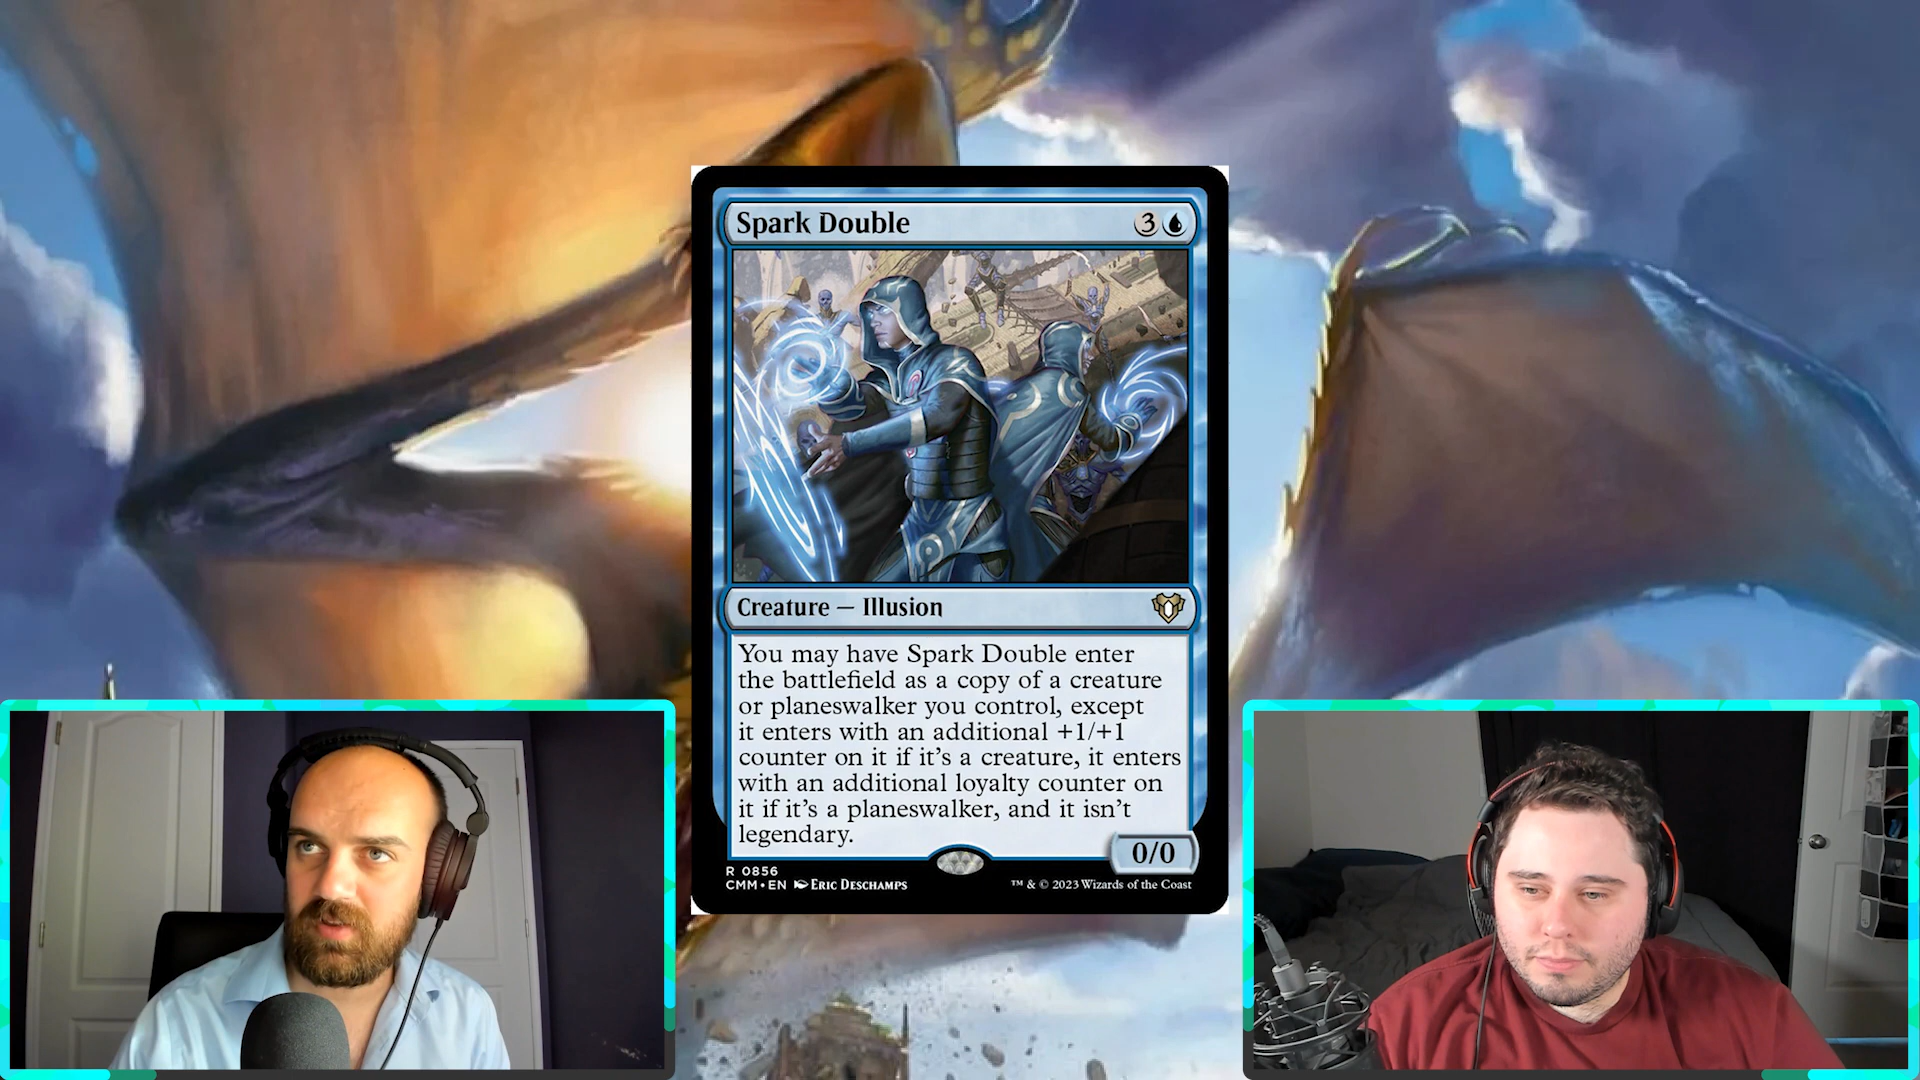 Spark Double 3
Creature — Illusion
You may have Spark Double enter
the battlefield as a copy of a creature
or planeswalker you control, except
it enters with an additional +1/+1
counter on it if it's a creature, it enters
with an additional loyalty counter on
it if it's a planeswalker, and it isn't
legendary.
0/0
R 0856
CMM • EN Eric Deschamps ™ & © 2023 Wizards of the Coast